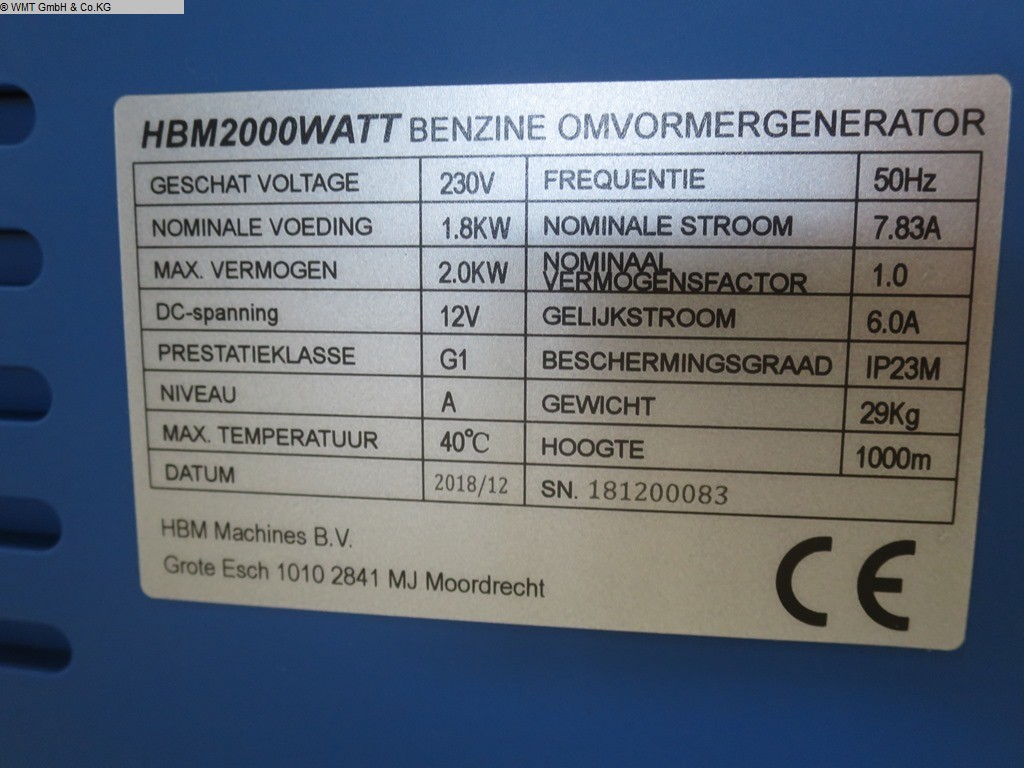 © WMT GmbH & Co.KG
HBM2000WATT BENZINE OMVORMERGENERATOR
GESCHAT VOLTAGE 230V FREQUENTIE 50Hz
NOMINALE VOEDING 1.8KW NOMINALE STROOM 7.83A
MAX. VERMOGEN 2.0KW NOMINAAL VERMOGENSFACTOR 1.0
DC-spanning 12V GELIJKSTROOM 6.0A
PRESTATIEKLASSE G1 BESCHERMINGSGRAAD IP23M
NIVEAU A GEWICHT 29Kg
MAX. TEMPERATUUR 40℃ HOOGTE 1000m
DATUM 2018/12 SN. 181200083
HBM Machines B.V.
Grote Esch 1010 2841 MJ Moordrecht
CE